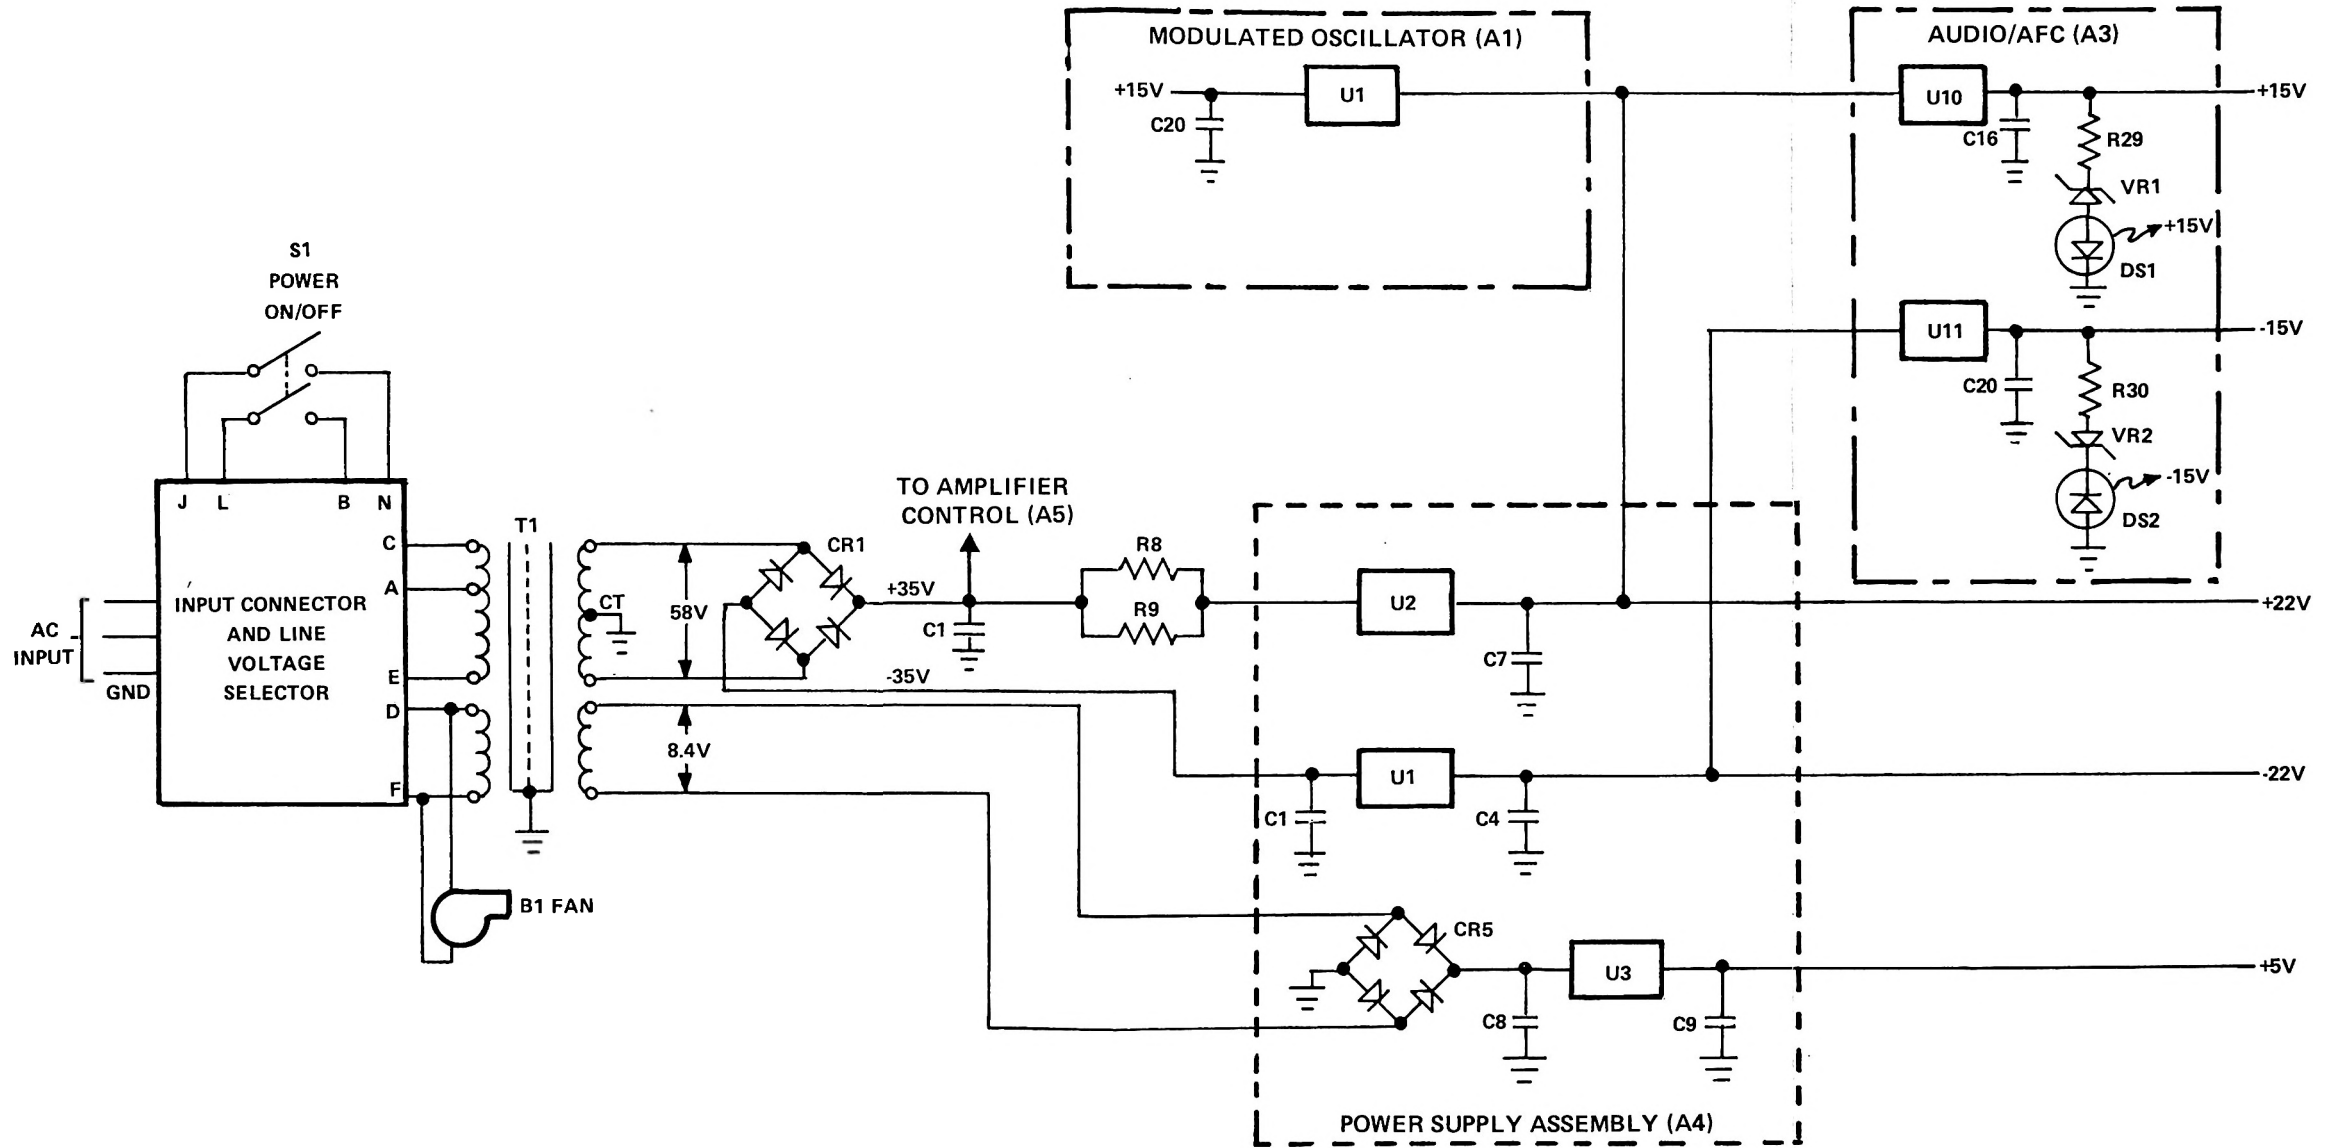 MODULATED OSCILLATOR (A1)
+15V
U1
C20
AUDIO/AFC (A3)
U10
+15V
C16
R29
VR1
+15V
DS1
U11
-15V
C20
R30
VR2
-15V
DS2
S1
POWER
ON/OFF
J L B N
C
A
E
D
F
INPUT CONNECTOR
AND LINE
VOLTAGE
SELECTOR
AC
INPUT
GND
T1
CT
58V
8.4V
CR1
TO AMPLIFIER
CONTROL (A5)
+35V
C1
-35V
R8
R9
U2
C7
+22V
C1
U1
C4
-22V
B1 FAN
CR5
C8
U3
C9
+5V
POWER SUPPLY ASSEMBLY (A4)